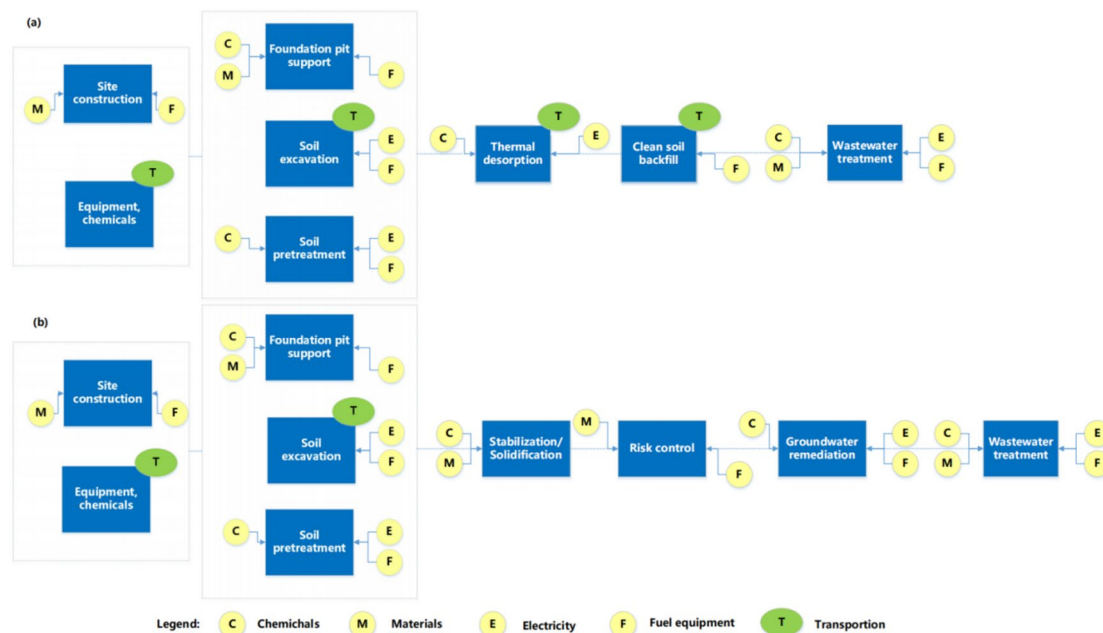 (a)
Site
construction
M
F
T
Equipment,
chemicals
C
M
Foundation pit
support
F
T
Soil
excavation
E
F
C
Soil
pretreatment
E
F
C
T
Thermal
desorption
E
T
Clean soil
backfill
F
C
M
Wastewater
treatment
E
F
(b)
Site
construction
M
F
T
Equipment,
chemicals
C
M
Foundation pit
support
F
T
Soil
excavation
E
F
C
Soil
pretreatment
E
F
C
M
Stabilization/
Solidification
M
Risk control
F
C
Groundwater
remediation
E
F
C
M
Wastewater
treatment
E
F
Legend: C Chemichals M Materials E Electricity F Fuel equipment T Transportion